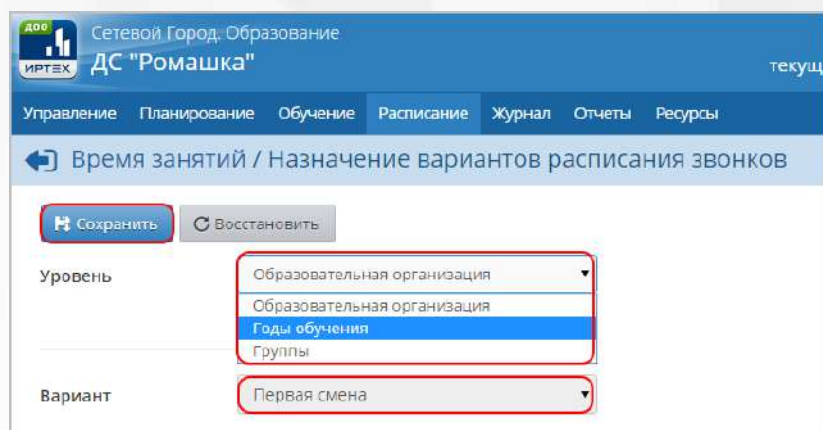 ДОО
ИРТЕХ
Сетевой Город. Образование
ДС "Ромашка"
текущ
Управление Планирование Обучение Расписание Журнал Отчеты Ресурсы
Время занятий / Назначение вариантов расписания звонков
Сохранить Восстановить
Уровень Образовательная организация
Образовательная организация
Годы обучения
Группы
Вариант Первая смена